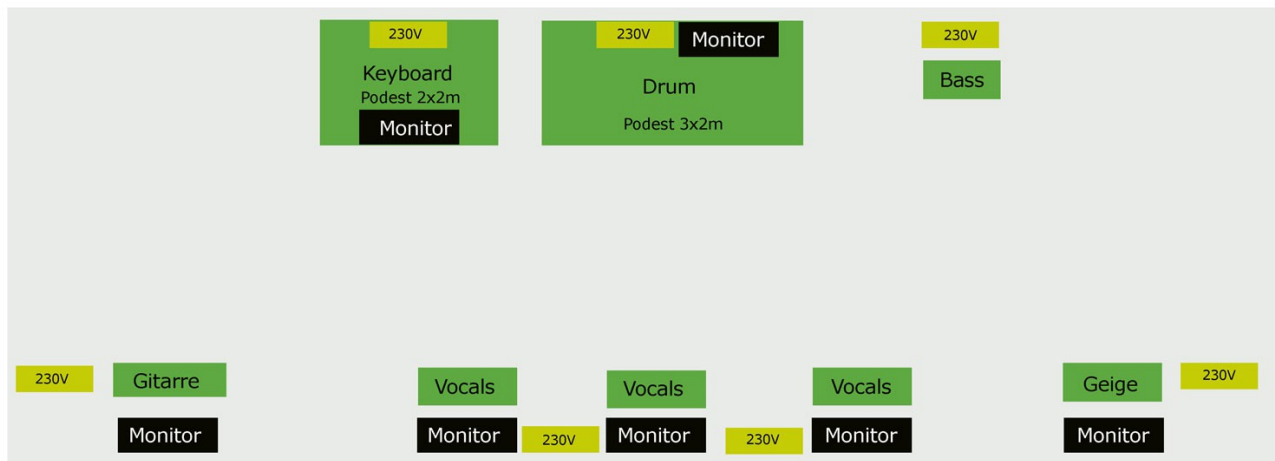 230V
Keyboard
Podest 2x2m
Monitor
230V
Monitor
Drum
Podest 3x2m
230V
Bass
230V
Gitarre
Monitor
Vocals
Monitor
230V
Vocals
Monitor
230V
Vocals
Monitor
Geige
Monitor
230V